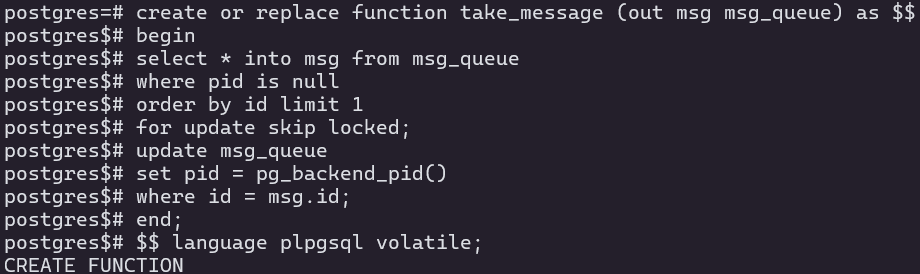 postgres=# create or replace function take_message (out msg msg_queue) as $$
postgres$# begin
postgres$# select * into msg from msg_queue
postgres$# where pid is null
postgres$# order by id limit 1
postgres$# for update skip locked;
postgres$# update msg_queue
postgres$# set pid = pg_backend_pid()
postgres$# where id = msg.id;
postgres$# end;
postgres$# $$ language plpgsql volatile;
CREATE FUNCTION